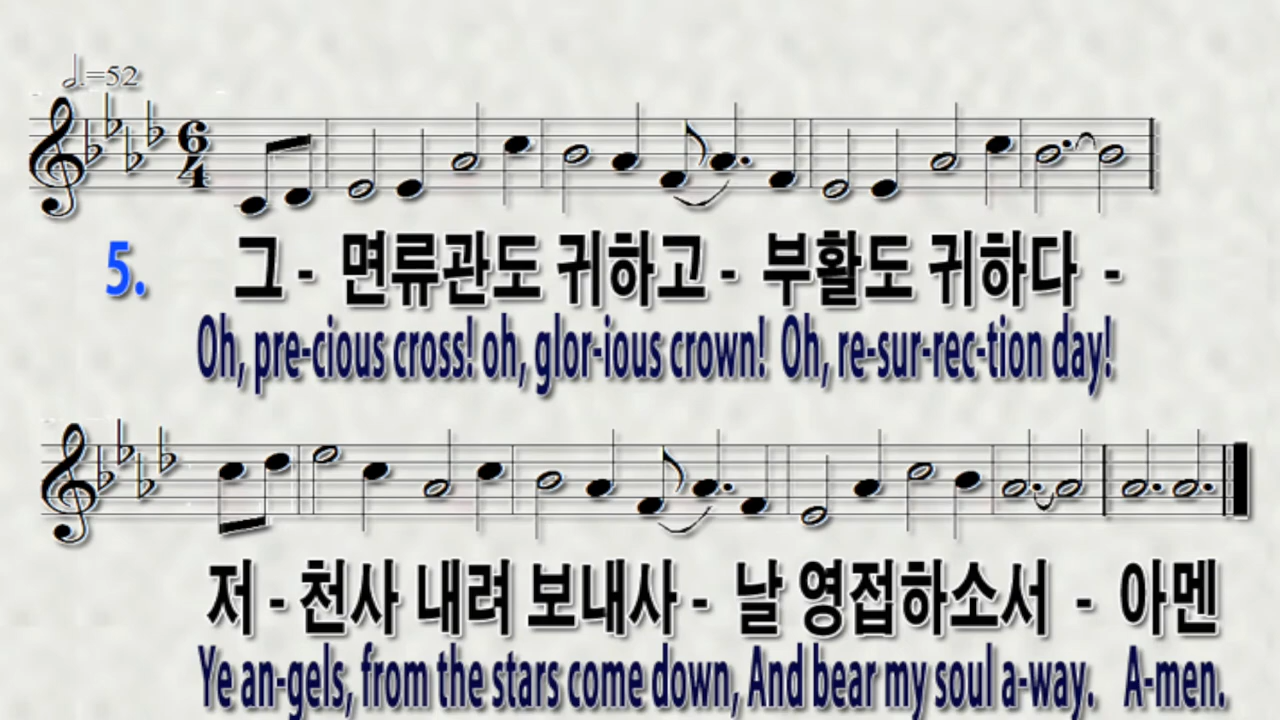 𝅗𝅥.=52
5. 그- 면류관도 귀하고- 부활도 귀하다 -
Oh, pre-cious cross! oh, glor-ious crown! Oh, re-sur-rec-tion day!
저-천사 내려 보내사- 날 영접하소서 - 아멘
Ye an-gels, from the stars come down, And bear my soul a-way. A-men.